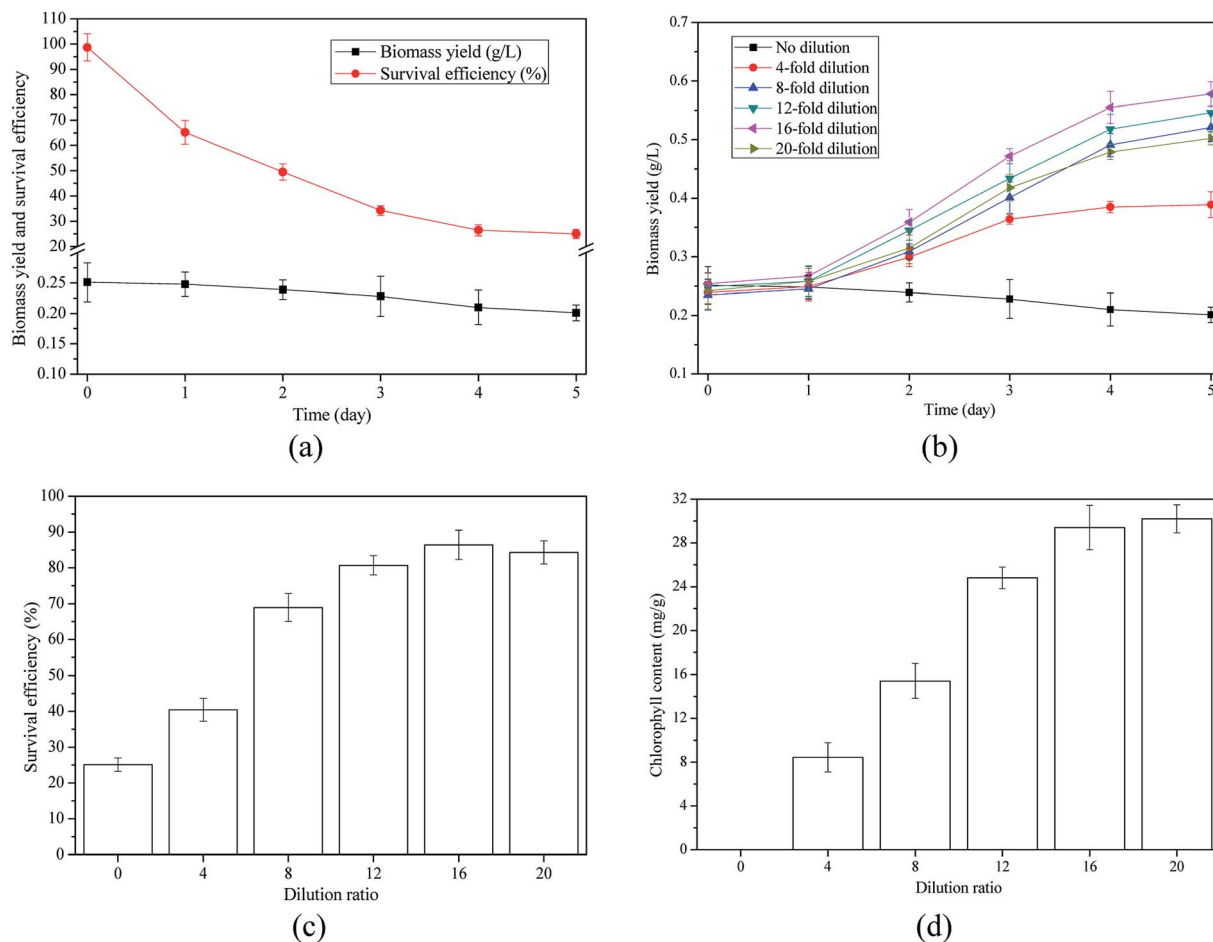 110
100
90
80
70
60
50
40
30
20
0.25
0.20
0.15
0.10
Biomass yield and survival efficiency
Biomass yield (g/L)
Survival efficiency (%)
0 1 2 3 4 5
Time (day)
(a)
0.7
0.6
0.5
0.4
0.3
0.2
0.1
Biomass yield (g/L)
No dilution
4-fold dilution
8-fold dilution
12-fold dilution
16-fold dilution
20-fold dilution
0 1 2 3 4 5
Time (day)
(b)
100
90
80
70
60
50
40
30
20
10
0
Survival efficiency (%)
0 4 8 12 16 20
Dilution ratio
(c)
32
28
24
20
16
12
8
4
0
Chlorophyll content (mg/g)
0 4 8 12 16 20
Dilution ratio
(d)